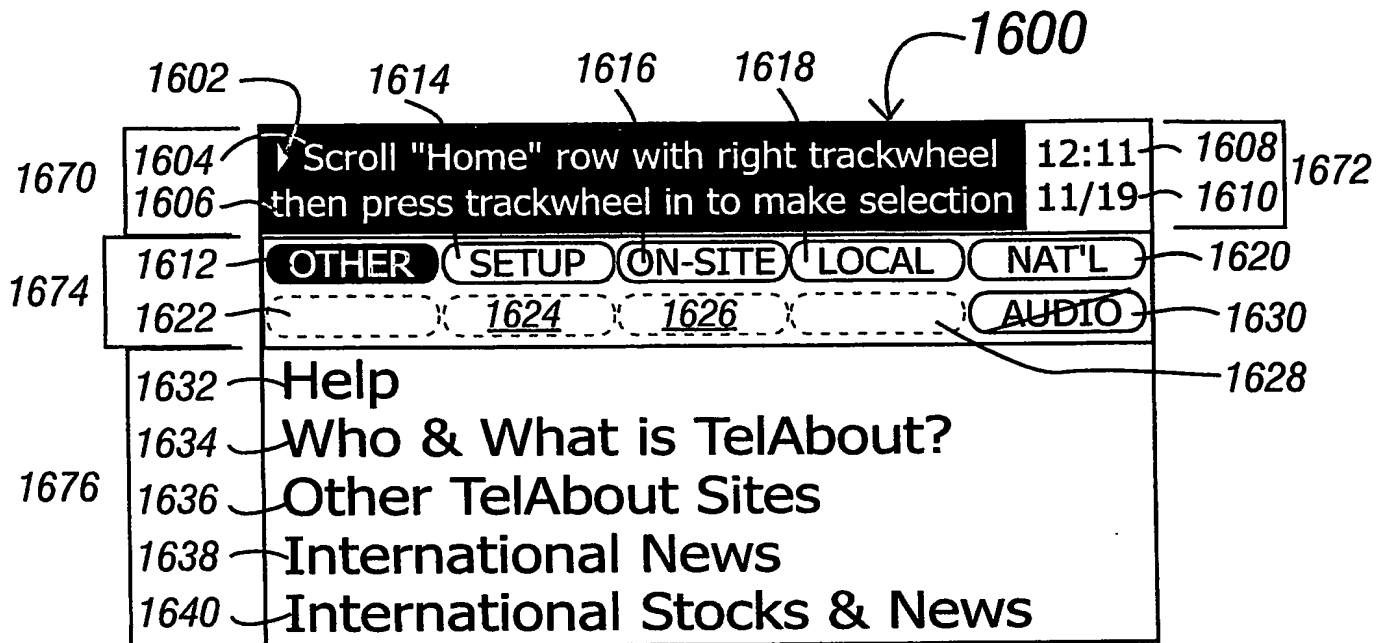 1600
1602 1614 1616 1618
1670 1604 Scroll "Home" row with right trackwheel 12:11 1608 1672
1606 then press trackwheel in to make selection 11/19 1610
1674 1612 OTHER SETUP ON-SITE LOCAL NAT'L 1620
1622 1624 1626 AUDIO 1630
1632 Help 1628
1634 Who & What is TelAbout?
1676 1636 Other TelAbout Sites
1638 International News
1640 International Stocks & News